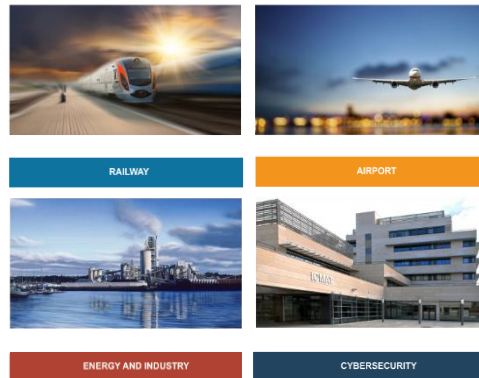 RAILWAY
AIRPORT
ENERGY AND INDUSTRY
CYBERSECURITY